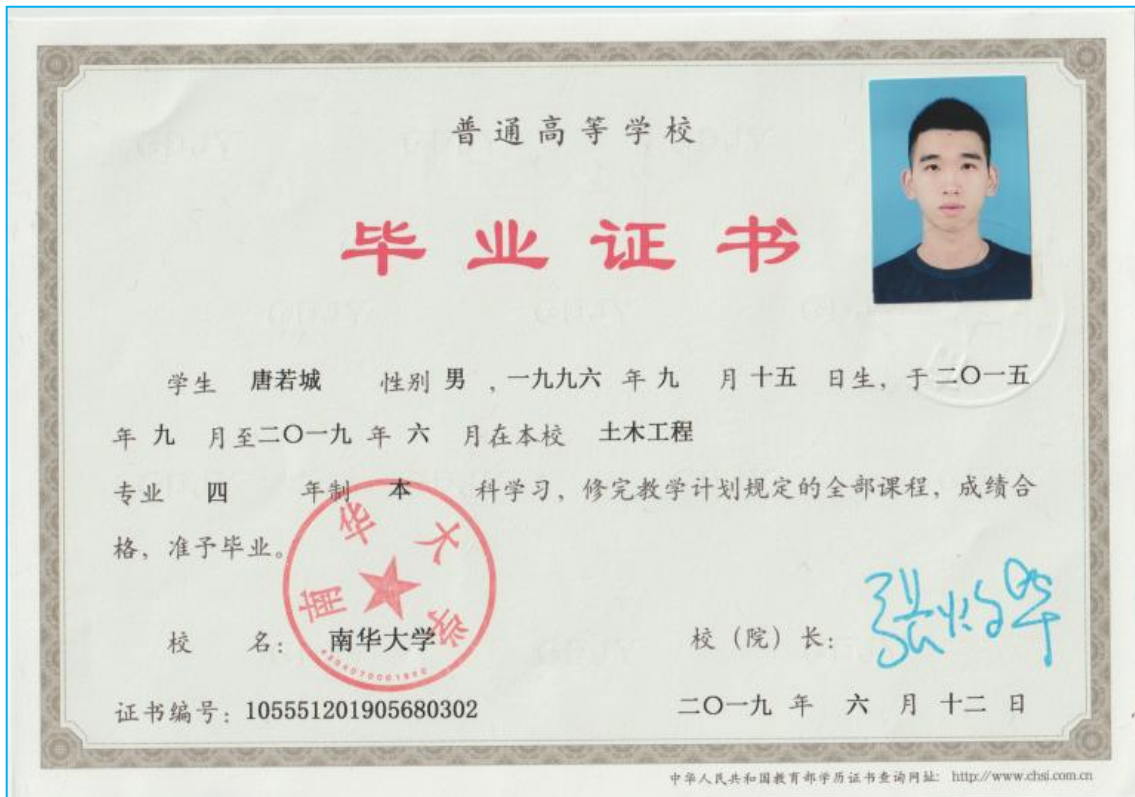 普通高等学校
毕业证书
学生 唐若城 性别 男 ，一九九六 年 九 月 十五 日生，于 二〇一五
年 九 月至 二〇一九 年 六 月在本校 土木工程
专业 四 年制 本 科学习，修完教学计划规定的全部课程，成绩合
格，准予毕业。
南华大学
校 名： 南华大学 校（院）长：
证书编号：105551201905680302 二〇一九 年 六 月 十二 日
中华人民共和国教育部学历证书查询网址： http://www.chsi.com.cn